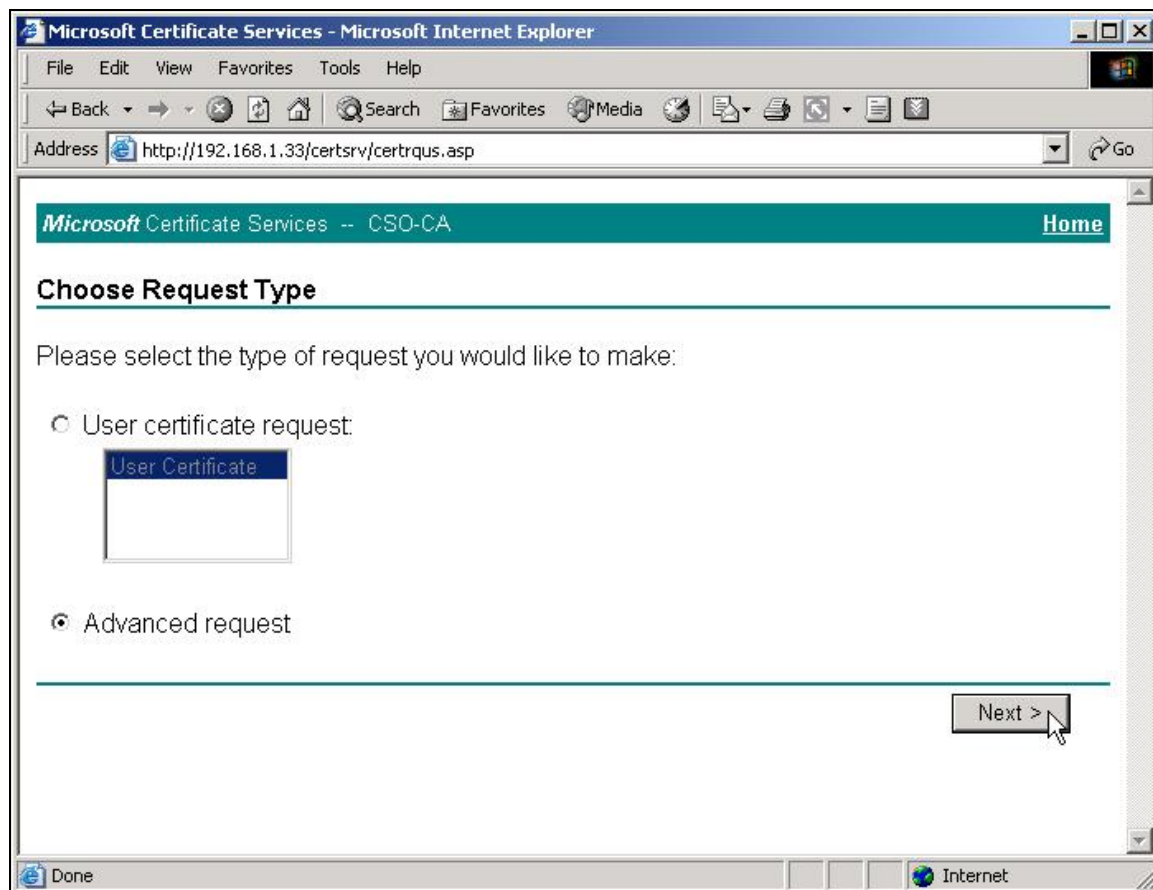 Microsoft Certificate Services - Microsoft Internet Explorer
File Edit View Favorites Tools Help
Back Search Favorites Media
Address http://192.168.1.33/certsrv/certrqus.asp Go
Microsoft Certificate Services -- CSO-CA Home
Choose Request Type
Please select the type of request you would like to make:
User certificate request:
User Certificate
Advanced request
Next >
Done Internet